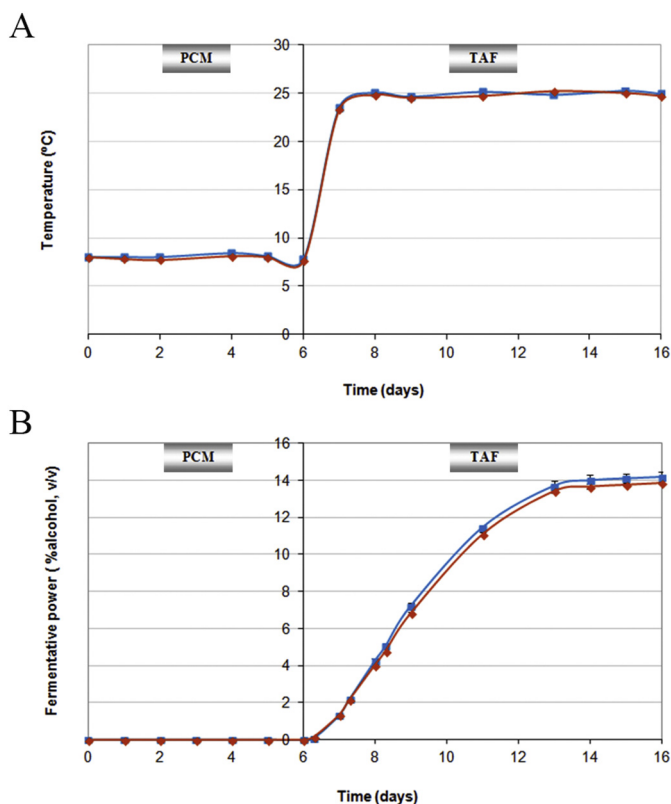 A
PCM
TAF
30
25
20
15
10
5
0
Temperature (ºC)
0 2 4 6 8 10 12 14 16
Time (days)
B
PCM
TAF
16
14
12
10
8
6
4
2
0
Fermentative power (%alcohol, v/v)
0 2 4 6 8 10 12 14 16
Time (days)